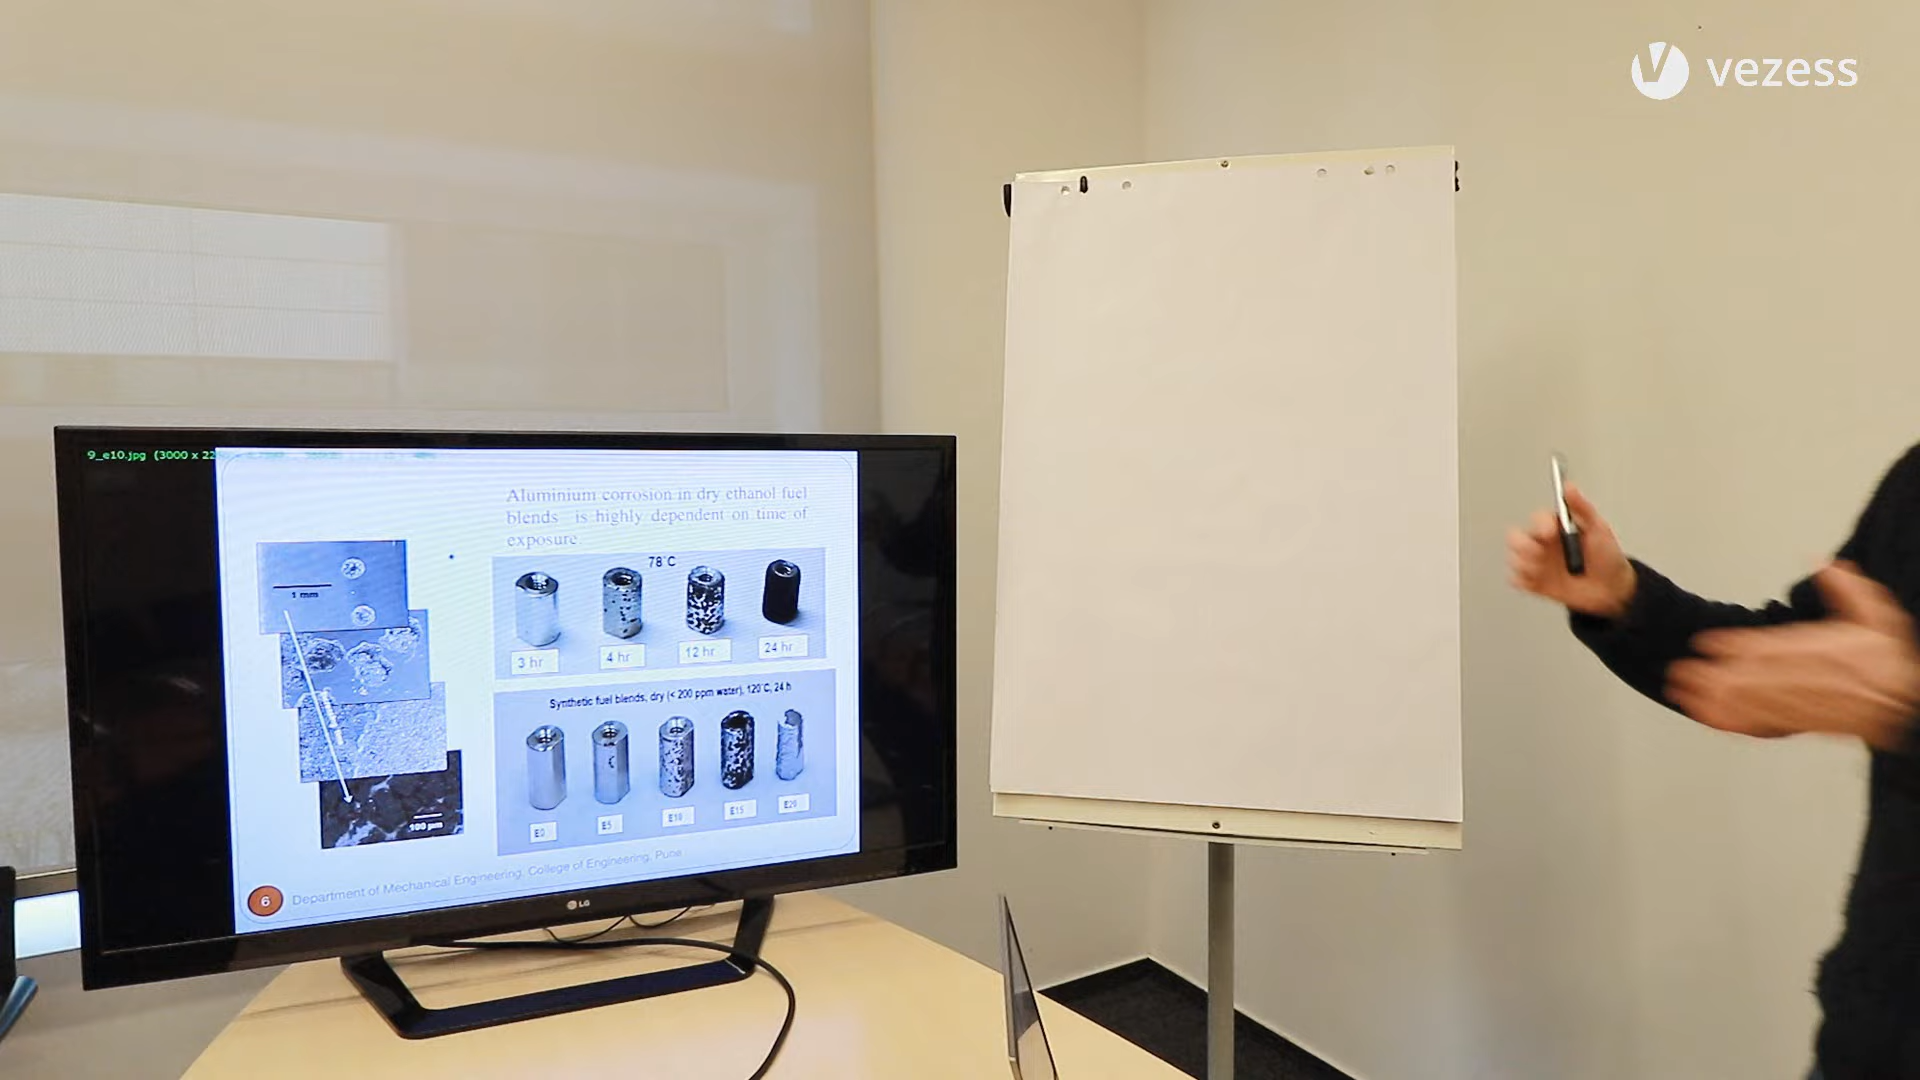 vezess
9_e10.jpg (3000 x 22
Aluminium corrosion in dry ethanol fuel
blends is highly dependent on time of
exposure.
78°C
1 mm
3 hr
4 hr
12 hr
24 hr
Synthetic fuel blends, dry (< 200 ppm water), 120°C, 24 h
E0
E5
E10
E15
E20
100 µm
6
Department of Mechanical Engineering, College of Engineering, Pune
LG